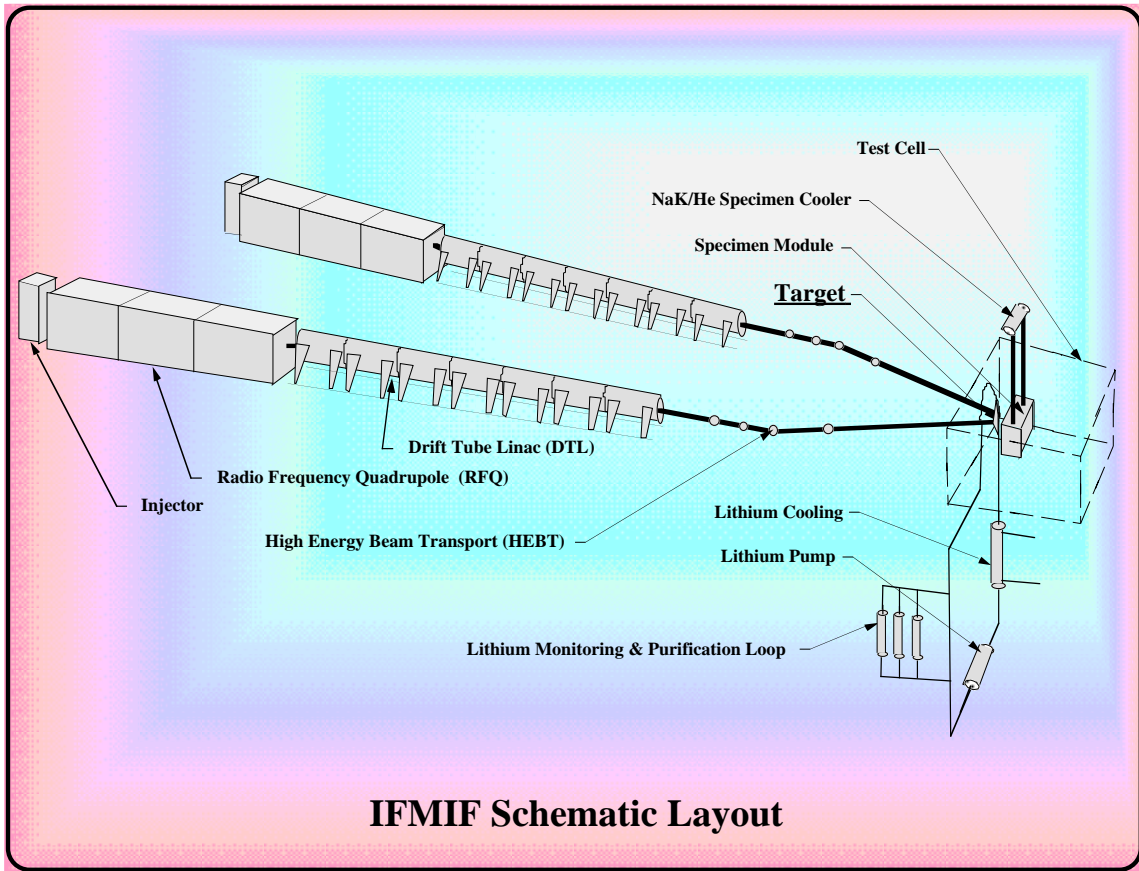 Test Cell
NaK/He Specimen Cooler
Specimen Module
Target
Drift Tube Linac (DTL)
Radio Frequency Quadrupole (RFQ)
Injector
High Energy Beam Transport (HEBT)
Lithium Cooling
Lithium Pump
Lithium Monitoring & Purification Loop
IFMIF Schematic Layout